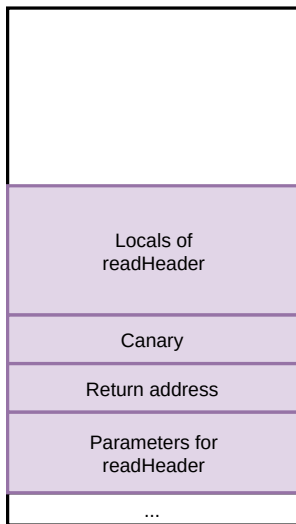 Locals of
readHeader
Canary
Return address
Parameters for
readHeader
...